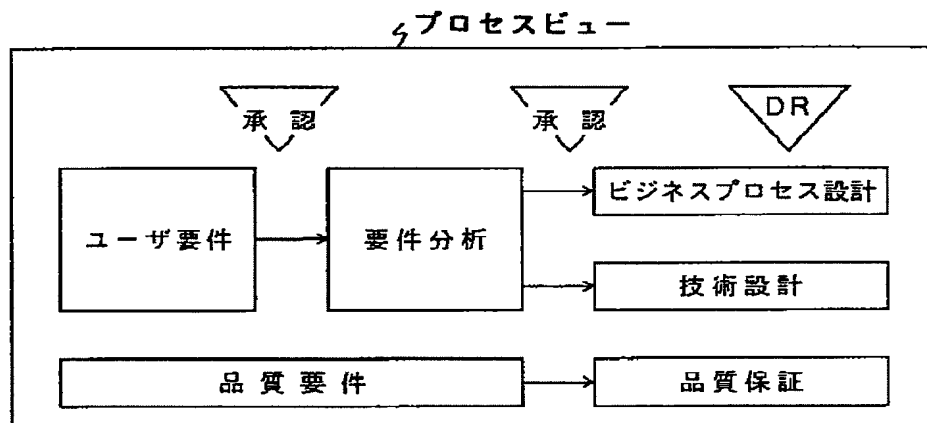 プロセスビュー
承認
承認
DR
ユーザ要件
要件分析
ビジネスプロセス設計
技術設計
品質要件
品質保証